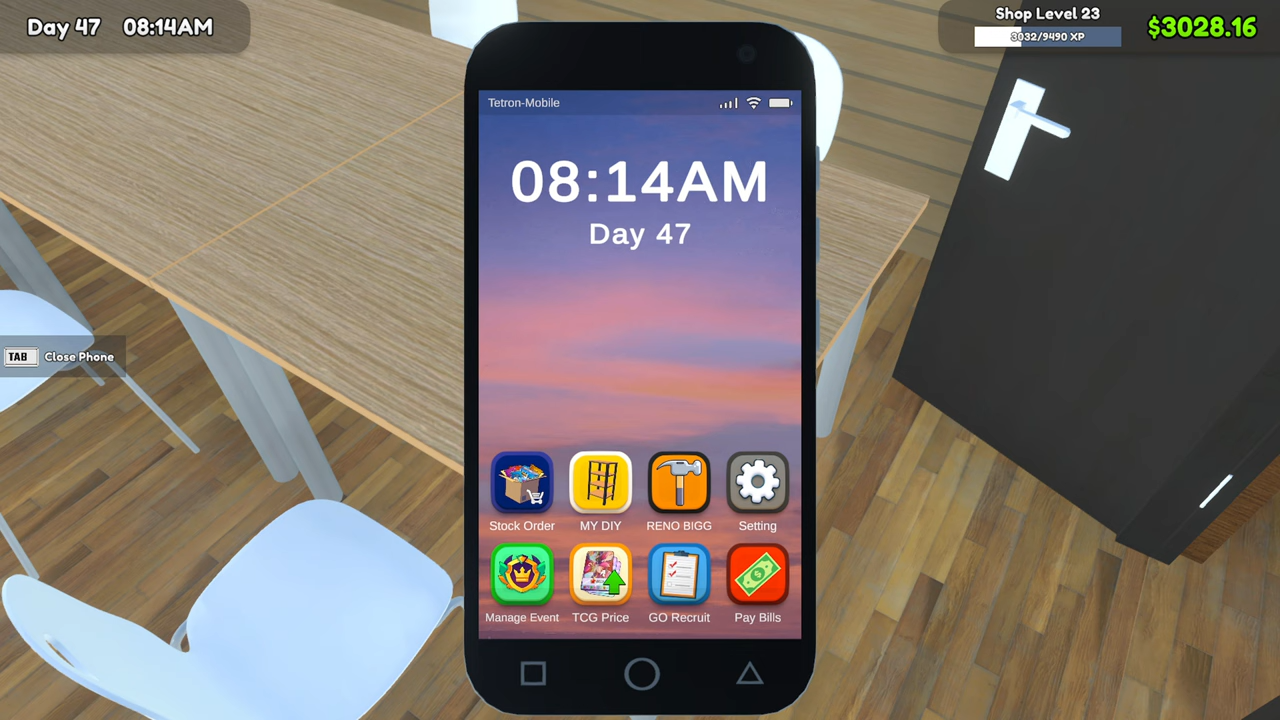 Day 47 08:14AM
Shop Level 23
3032/9490 XP
$3028.16
Tetron-Mobile
08:14AM
Day 47
TAB Close Phone
Stock Order
MY DIY
RENO BIGG
Setting
Manage Event
TCG Price
GO Recruit
Pay Bills